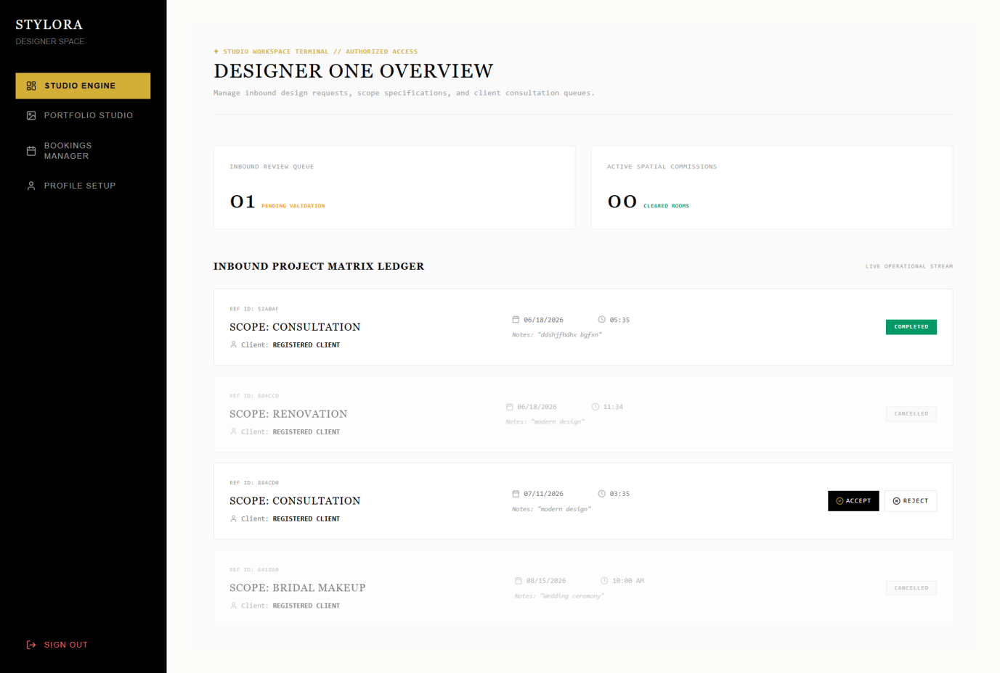 STYLORA
DESIGNER SPACE
STUDIO ENGINE
PORTFOLIO STUDIO
BOOKINGS
MANAGER
PROFILE SETUP
SIGN OUT
✦ STUDIO WORKSPACE TERMINAL // AUTHORIZED ACCESS
DESIGNER ONE OVERVIEW
Manage inbound design requests, scope specifications, and client consultation queues.
INBOUND REVIEW QUEUE
01 PENDING VALIDATION
ACTIVE SPATIAL COMMISSIONS
00 CLEARED ROOMS
INBOUND PROJECT MATRIX LEDGER
LIVE OPERATIONAL STREAM
REF ID: 52A0AF
SCOPE: CONSULTATION
Client: REGISTERED CLIENT
06/18/2026 05:35
Notes: "ddshjfhdhx bgfxn"
COMPLETED
REF ID: 884CCD
SCOPE: RENOVATION
Client: REGISTERED CLIENT
06/18/2026 11:34
Notes: "modern design"
CANCELLED
REF ID: 884CD0
SCOPE: CONSULTATION
Client: REGISTERED CLIENT
07/11/2026 03:35
Notes: "modern design"
ACCEPT REJECT
REF ID: 641880
SCOPE: BRIDAL MAKEUP
Client: REGISTERED CLIENT
08/15/2026 10:00 AM
Notes: "Wedding ceremony"
CANCELLED